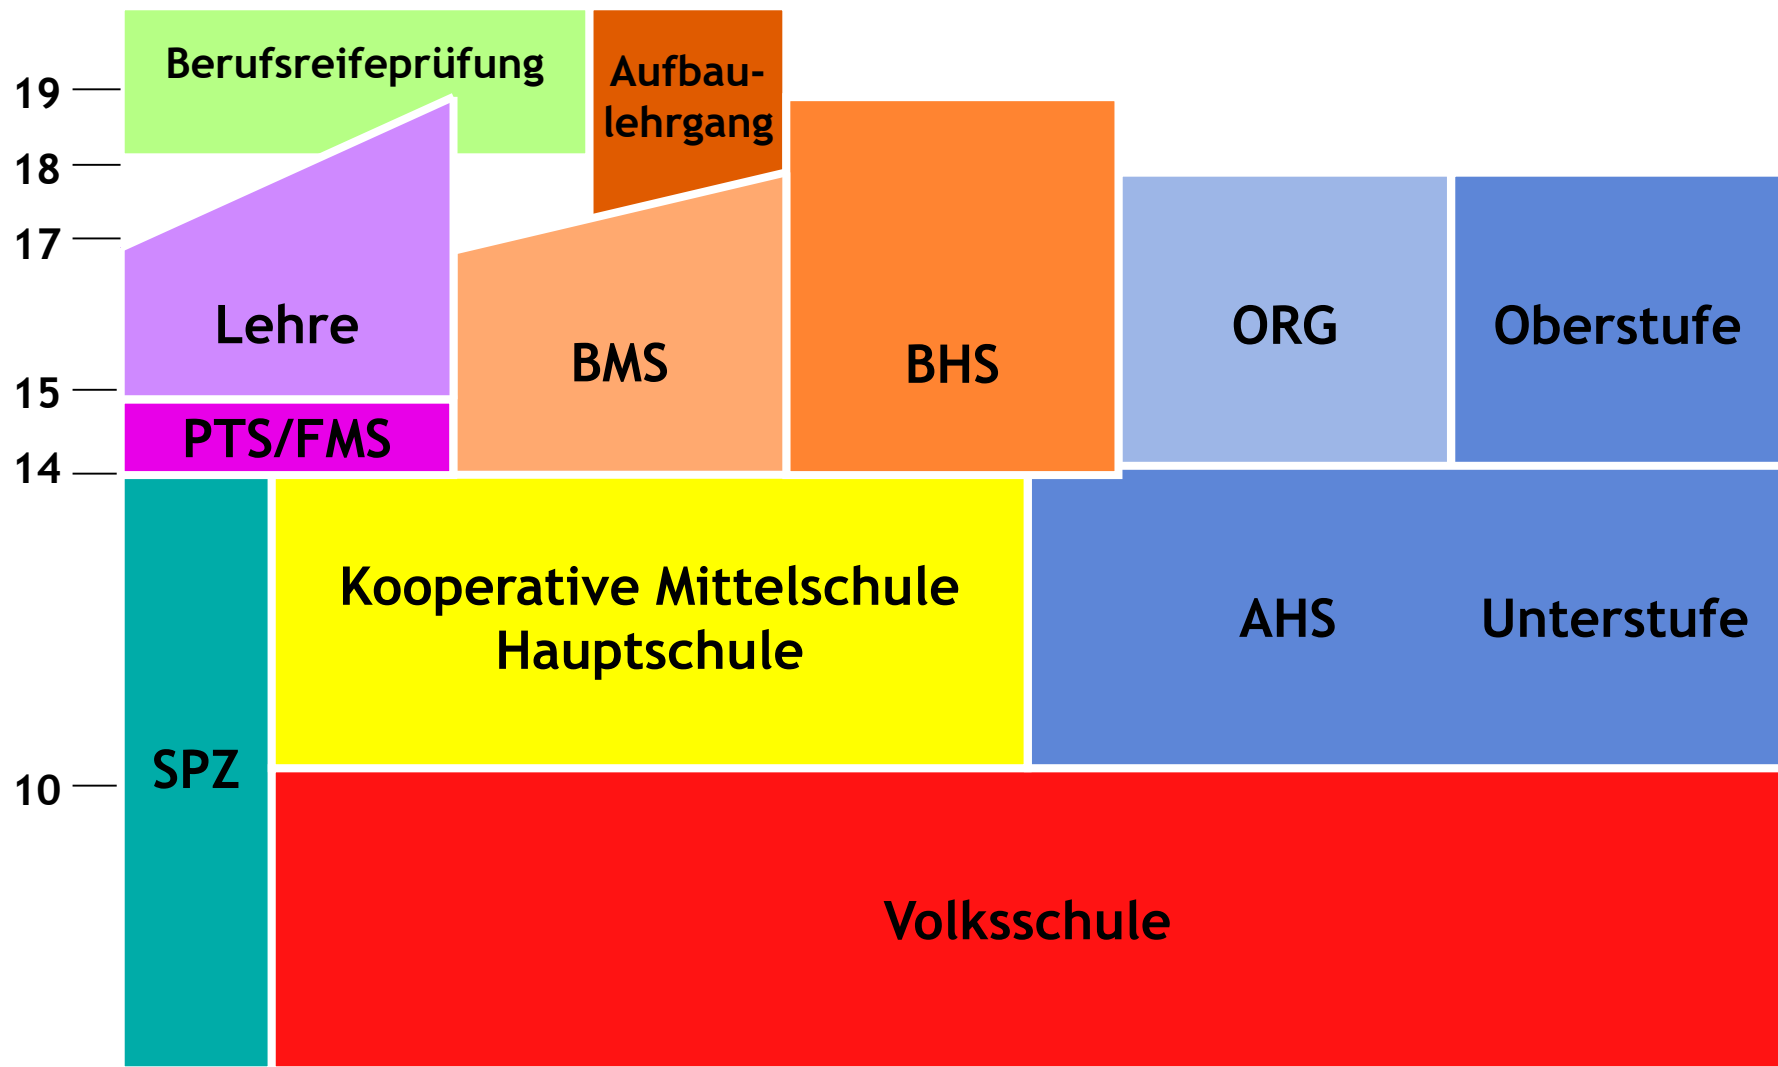 Berufsreifeprüfung
Aufbau-
lehrgang
19
18
17
Lehre
BMS
BHS
ORG
Oberstufe
15
PTS/FMS
14
Kooperative Mittelschule
Hauptschule
AHS
Unterstufe
SPZ
10
Volksschule